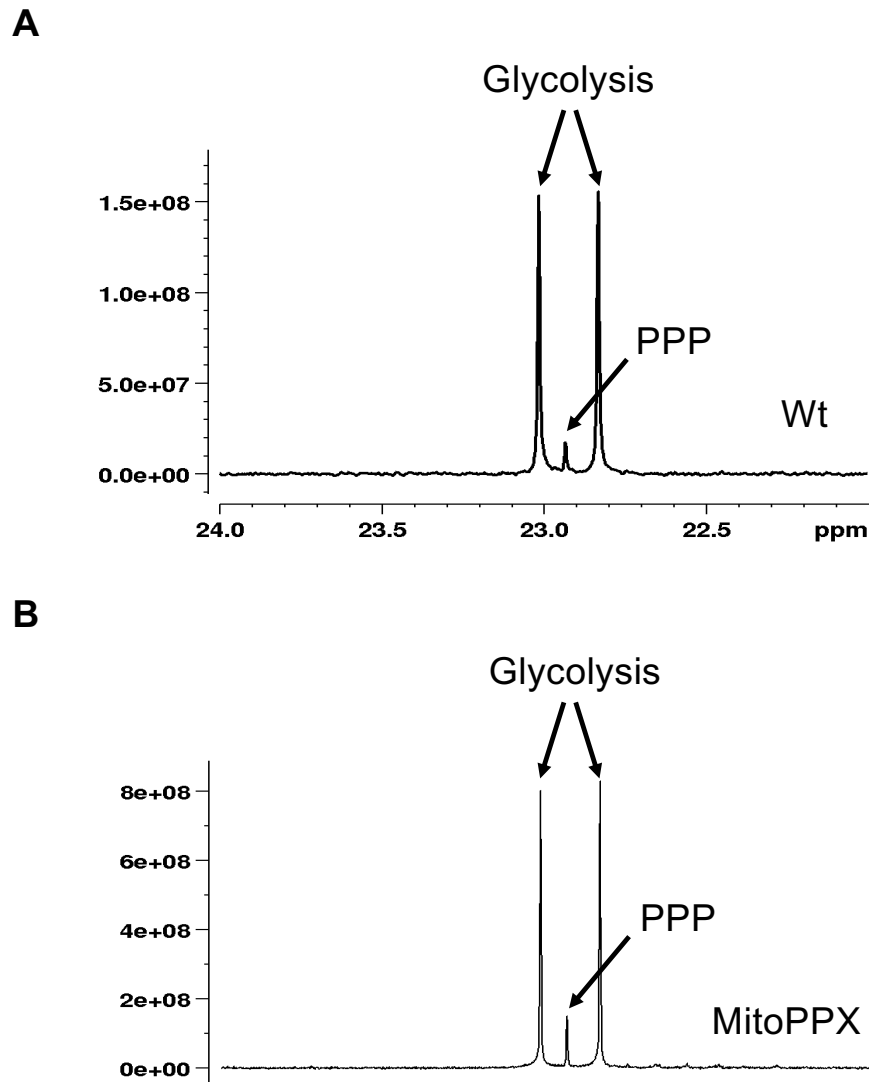 A
Glycolysis
1.5e+08
1.0e+08
PPP
5.0e+07
Wt
0.0e+00
24.0 23.5 23.0 22.5 ppm
B
Glycolysis
8e+08
6e+08
4e+08
PPP
2e+08
MitoPPX
0e+00